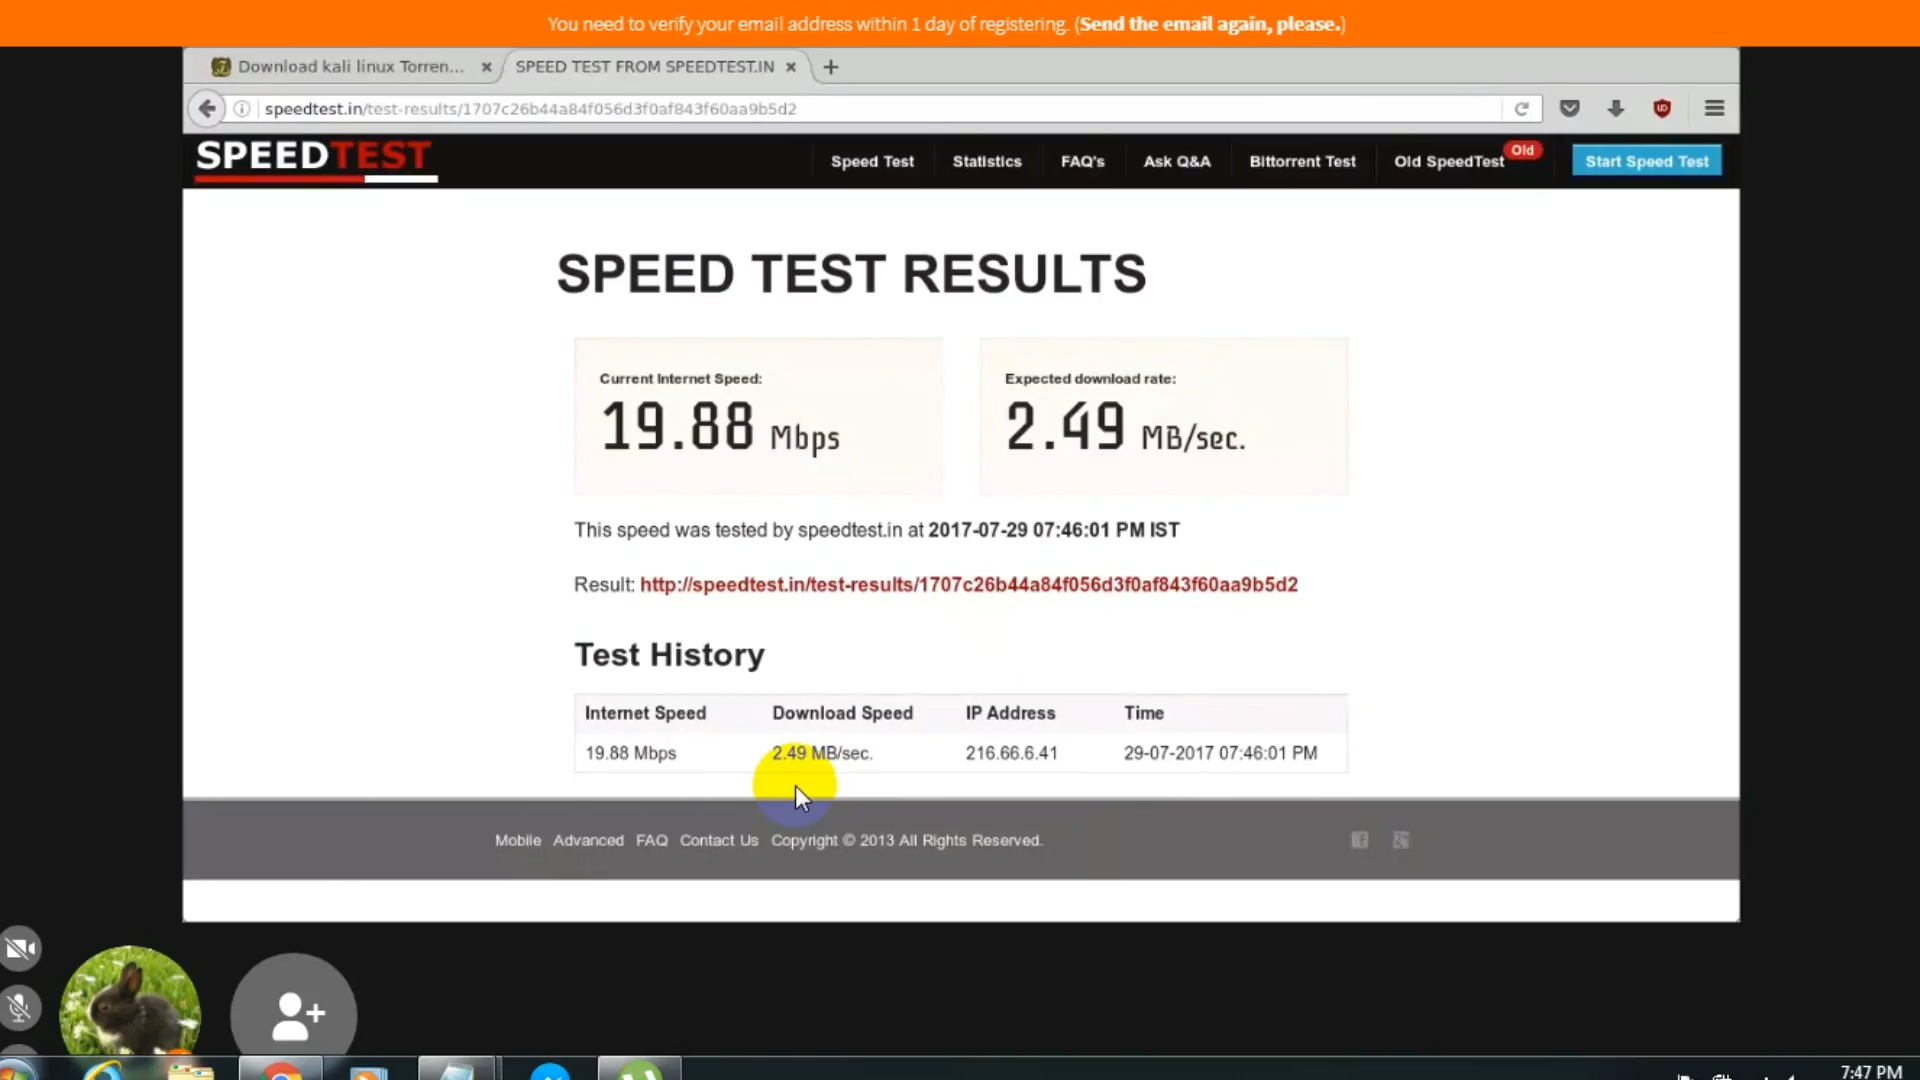 You need to verify your email address within 1 day of registering. (Send the email again, please.)
Download kali linux Torren... × SPEED TEST FROM SPEEDTEST.IN × +
speedtest.in/test-results/1707c26b44a84f056d3f0af843f60aa9b5d2
SPEEDTEST Speed Test Statistics FAQ's Ask Q&A Bittorrent Test Old SpeedTest Old Start Speed Test
SPEED TEST RESULTS
Current Internet Speed: Expected download rate:
19.88 Mbps 2.49 MB/sec.
This speed was tested by speedtest.in at 2017-07-29 07:46:01 PM IST
Result: http://speedtest.in/test-results/1707c26b44a84f056d3f0af843f60aa9b5d2
Test History
Internet Speed Download Speed IP Address Time
19.88 Mbps 2.49 MB/sec. 216.66.6.41 29-07-2017 07:46:01 PM
Mobile Advanced FAQ Contact Us Copyright © 2013 All Rights Reserved.
7:47 PM